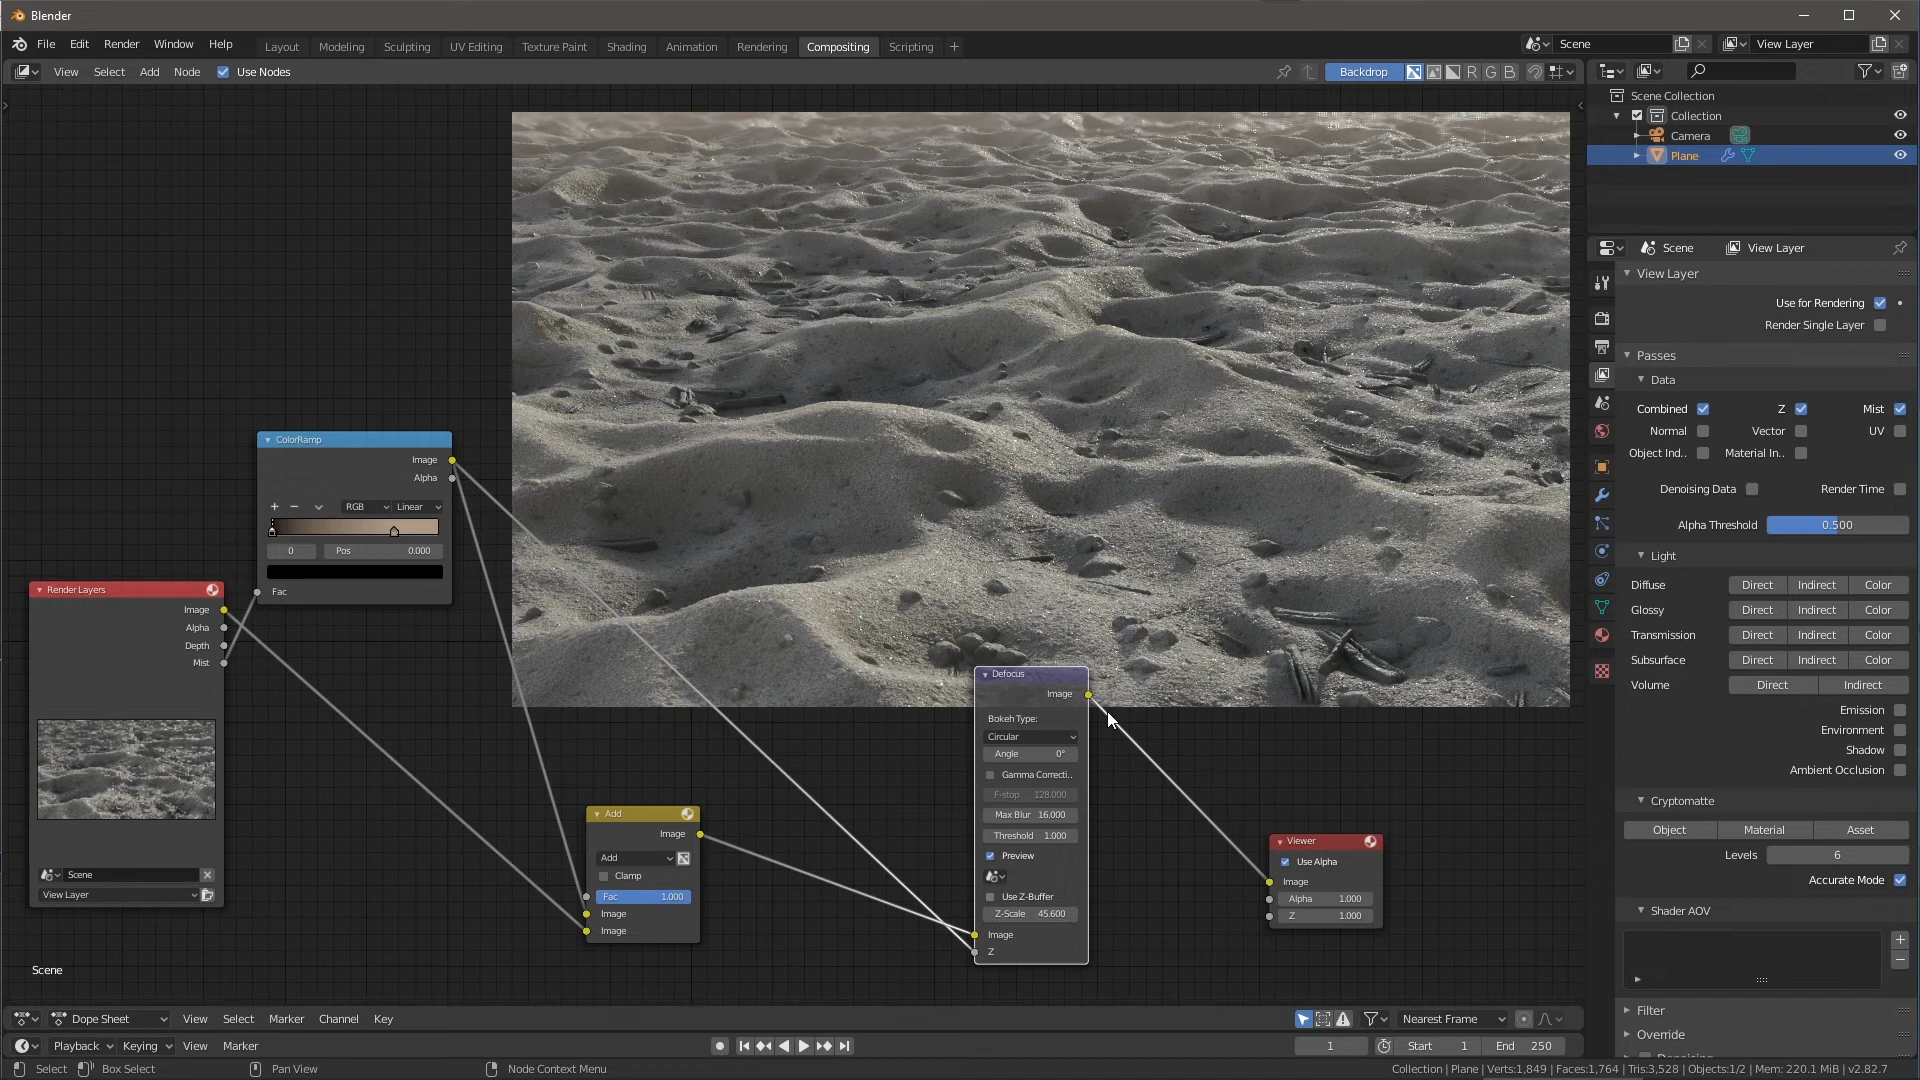 Blender
File Edit Render Window Help Layout Modeling Sculpting UV Editing Texture Paint Shading Animation Rendering Compositing Scripting + Scene View Layer
View Select Add Node Use Nodes Backdrop R G B
Scene Collection
Collection
Camera
Plane
Scene View Layer
View Layer
Use for Rendering
Render Single Layer
Passes
Data
Combined Z Mist
Normal Vector UV
Object Ind.. Material In..
Denoising Data Render Time
Alpha Threshold 0.500
Light
Diffuse Direct Indirect Color
Glossy Direct Indirect Color
Transmission Direct Indirect Color
Subsurface Direct Indirect Color
Volume Direct Indirect
Emission
Environment
Shadow
Ambient Occlusion
Cryptomatte
Object Material Asset
Levels 6
Accurate Mode
Shader AOV
Filter
Override
ColorRamp
Image
Alpha
RGB Linear
0 Pos 0.000
Fac
Render Layers
Image
Alpha
Depth
Mist
Scene
View Layer
Add
Image
Add
Clamp
Fac 1.000
Image
Image
Defocus
Image
Bokeh Type:
Circular
Angle 0°
Gamma Correcti..
F-stop 128.000
Max Blur 16.000
Threshold 1.000
Preview
Use Z-Buffer
Z-Scale 45.600
Image
Z
Viewer
Use Alpha
Image
Alpha 1.000
Z 1.000
Scene
Dope Sheet View Select Marker Channel Key Nearest Frame
Playback Keying View Marker 1 Start 1 End 250
Select Box Select Pan View Node Context Menu Collection | Plane | Verts:1,849 | Faces:1,764 | Tris:3,528 | Objects:1/2 | Mem: 220.1 MiB | v2.82.7